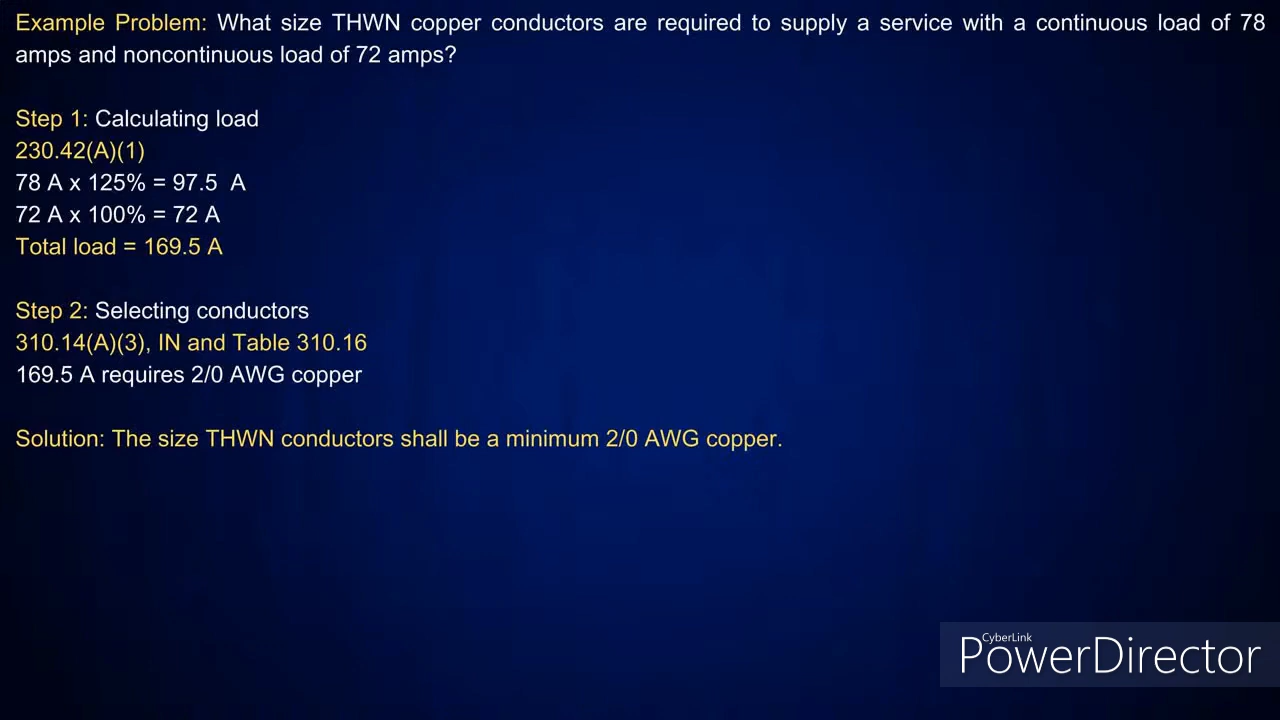 Example Problem: What size THWN copper conductors are required to supply a service with a continuous load of 78
amps and noncontinuous load of 72 amps?
Step 1: Calculating load
230.42(A)(1)
78 A x 125% = 97.5  A
72 A x 100% = 72 A
Total load = 169.5 A
Step 2: Selecting conductors
310.14(A)(3), IN and Table 310.16
169.5 A requires 2/0 AWG copper
Solution: The size THWN conductors shall be a minimum 2/0 AWG copper.
CyberLink
PowerDirector